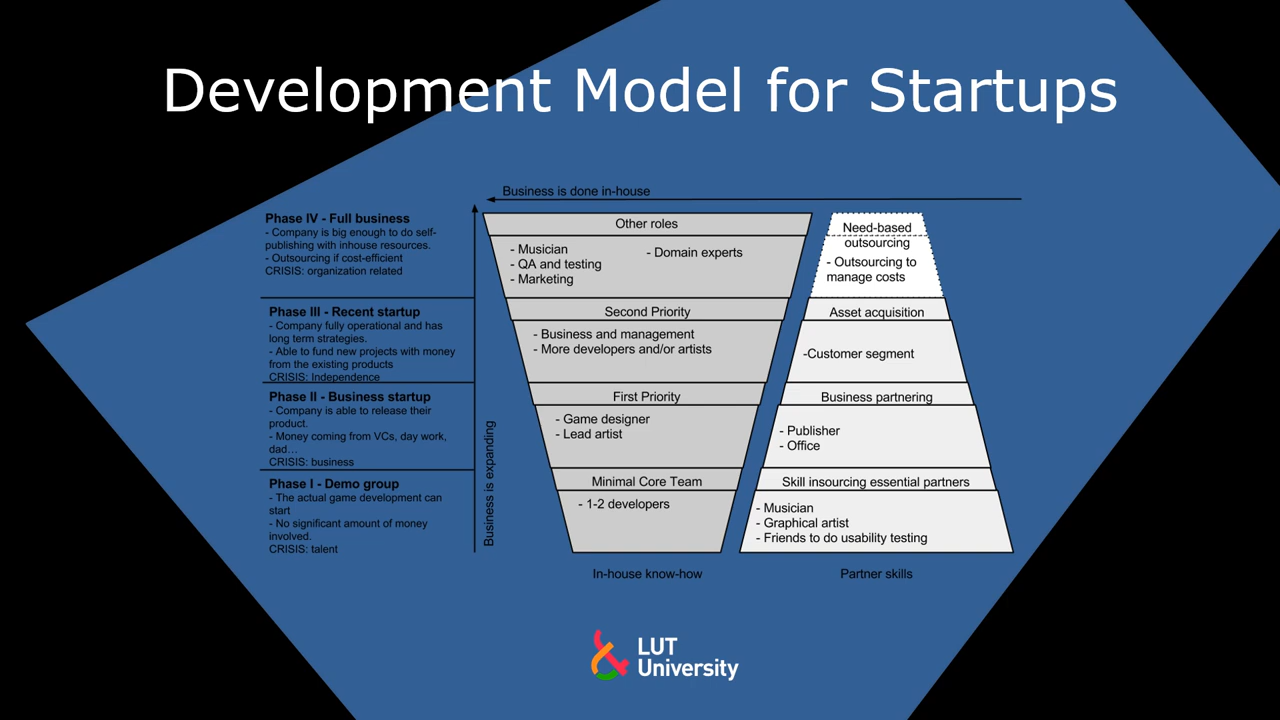 Development Model for Startups
Business is done in-house
Phase IV - Full business
- Company is big enough to do self-
publishing with inhouse resources.
- Outsourcing if cost-efficient
CRISIS: organization related
Phase III - Recent startup
- Company fully operational and has
long term strategies.
- Able to fund new projects with money
from the existing products
CRISIS: Independence
Phase II - Business startup
- Company is able to release their
product.
- Money coming from VCs, day work,
dad...
CRISIS: business
Phase I - Demo group
- The actual game development can
start
- No significant amount of money
involved.
CRISIS: talent
Business is expanding
Other roles
- Musician
- QA and testing
- Marketing
- Domain experts
Second Priority
- Business and management
- More developers and/or artists
First Priority
- Game designer
- Lead artist
Minimal Core Team
- 1-2 developers
In-house know-how
Need-based
outsourcing
- Outsourcing to
manage costs
Asset acquisition
-Customer segment
Business partnering
- Publisher
- Office
Skill insourcing essential partners
- Musician
- Graphical artist
- Friends to do usability testing
Partner skills
LUT
University